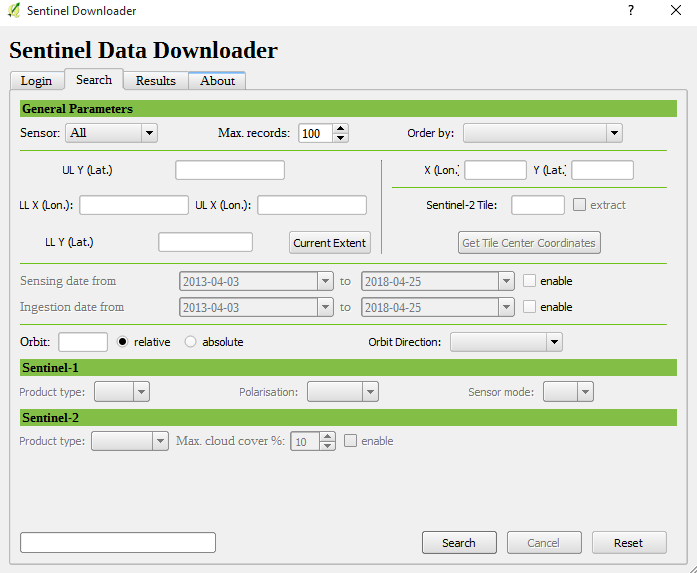 Sentinel Downloader ?
Sentinel Data Downloader
Login Search Results About
General Parameters
Sensor: All Max. records: 100 Order by:
UL Y (Lat.) X (Lon.) Y (Lat.)
LL X (Lon.): UL X (Lon.): Sentinel-2 Tile: extract
LL Y (Lat.) Current Extent Get Tile Center Coordinates
Sensing date from 2013-04-03 to 2018-04-25 enable
Ingestion date from 2013-04-03 to 2018-04-25 enable
Orbit: relative absolute Orbit Direction:
Sentinel-1
Product type: Polarisation: Sensor mode:
Sentinel-2
Product type: Max. cloud cover %: 10 enable
Search Cancel Reset